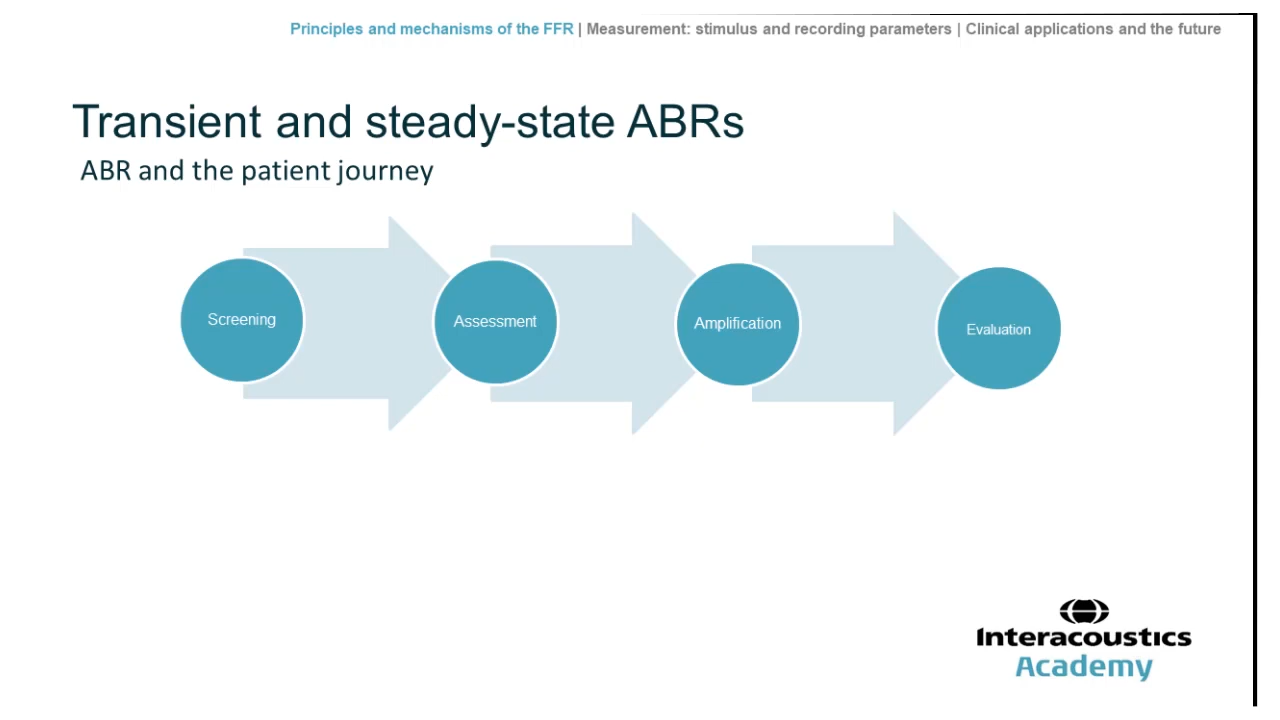 Principles and mechanisms of the FFR | Measurement: stimulus and recording parameters | Clinical applications and the future
Transient and steady-state ABRs
ABR and the patient journey
Screening
Assessment
Amplification
Evaluation
Interacoustics
Academy